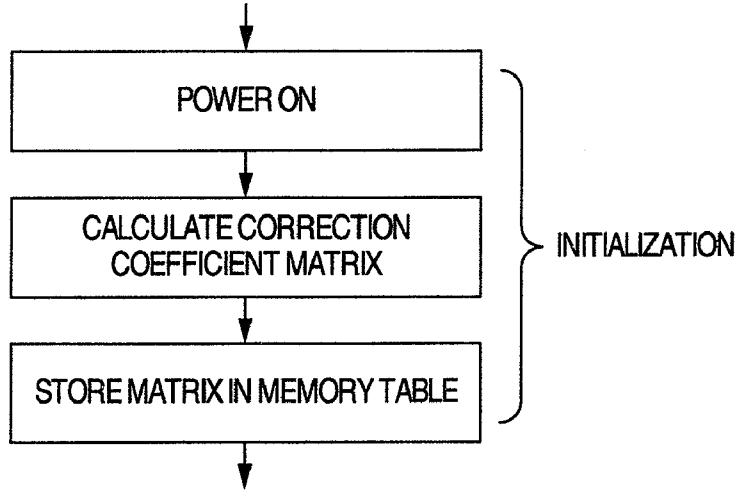 POWER ON
CALCULATE CORRECTION
COEFFICIENT MATRIX
INITIALIZATION
STORE MATRIX IN MEMORY TABLE